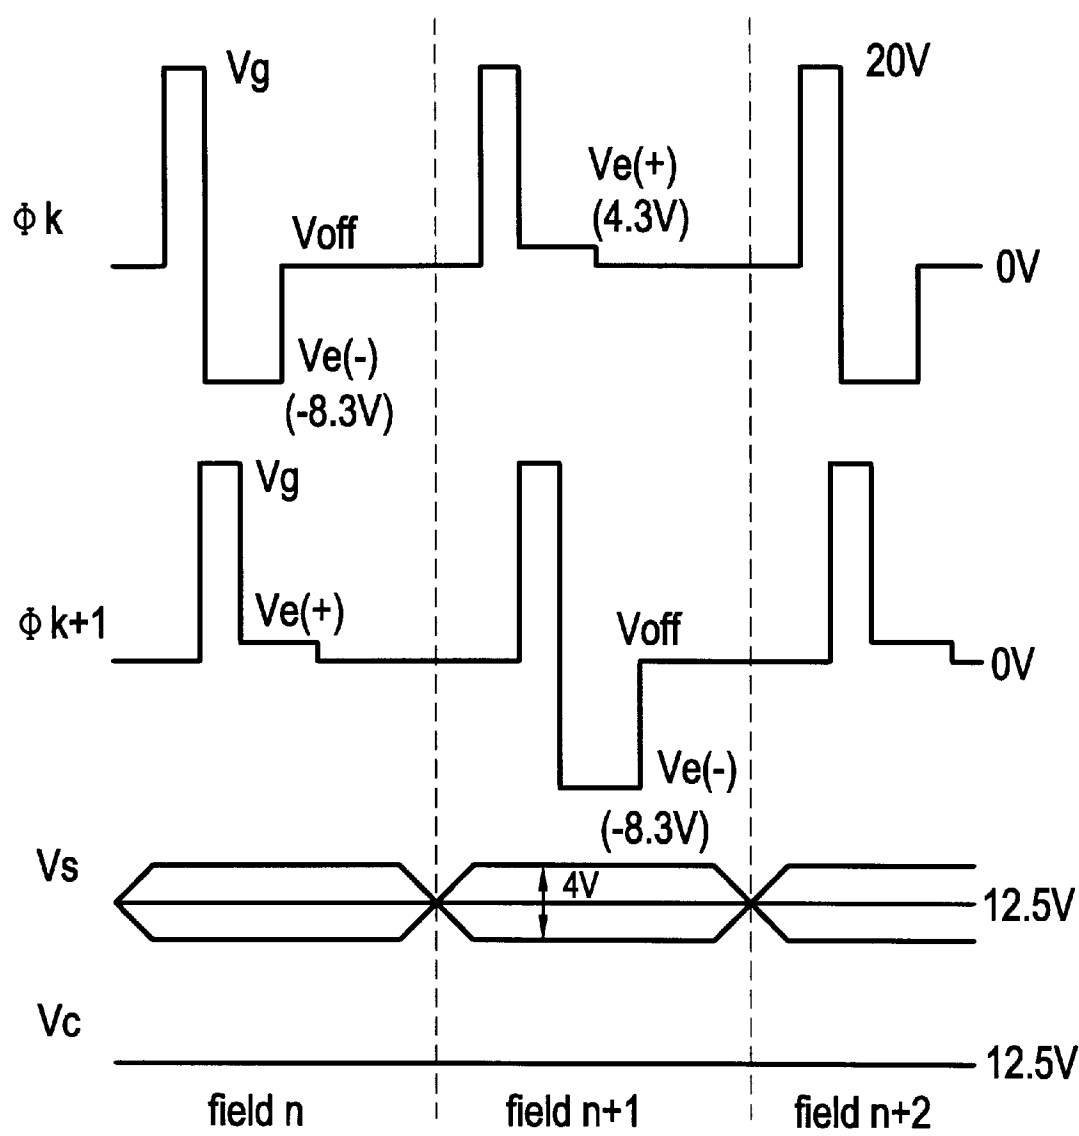 Vg
20V
Ve(+)
(4.3V)
Φk
Voff
0V
Ve(-)
(-8.3V)
Vg
Ve(+)
Φk+1
Voff
0V
Ve(-)
(-8.3V)
Vs
4V
12.5V
Vc
12.5V
field n
field n+1
field n+2